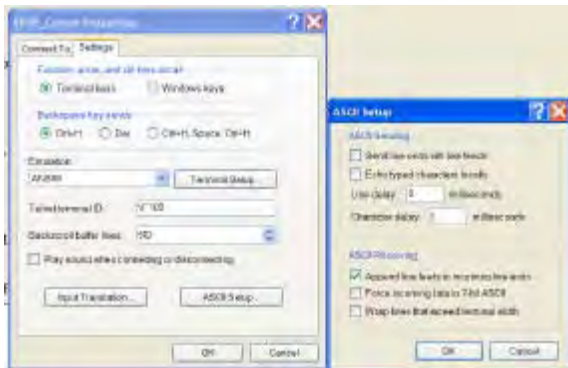 Properties
Connect To Settings
Function, arrow, and ctrl keys act as
Terminal keys Windows keys
Backspace key sends
Ctrl+H Del Ctrl+H, Space, Ctrl+H
Emulation:
Terminal Setup...
Telnet terminal ID:
Backscroll buffer lines: 500
Play sound when connecting or disconnecting
Input Translation... ASCII Setup...
OK Cancel
ASCII Setup
ASCII Sending
Send line ends with line feeds
Echo typed characters locally
Line delay: 0 milliseconds
Character delay: milliseconds
ASCII Receiving
Append line feeds to incoming line ends
Force incoming data to 7-bit ASCII
Wrap lines that exceed terminal width
OK Cancel